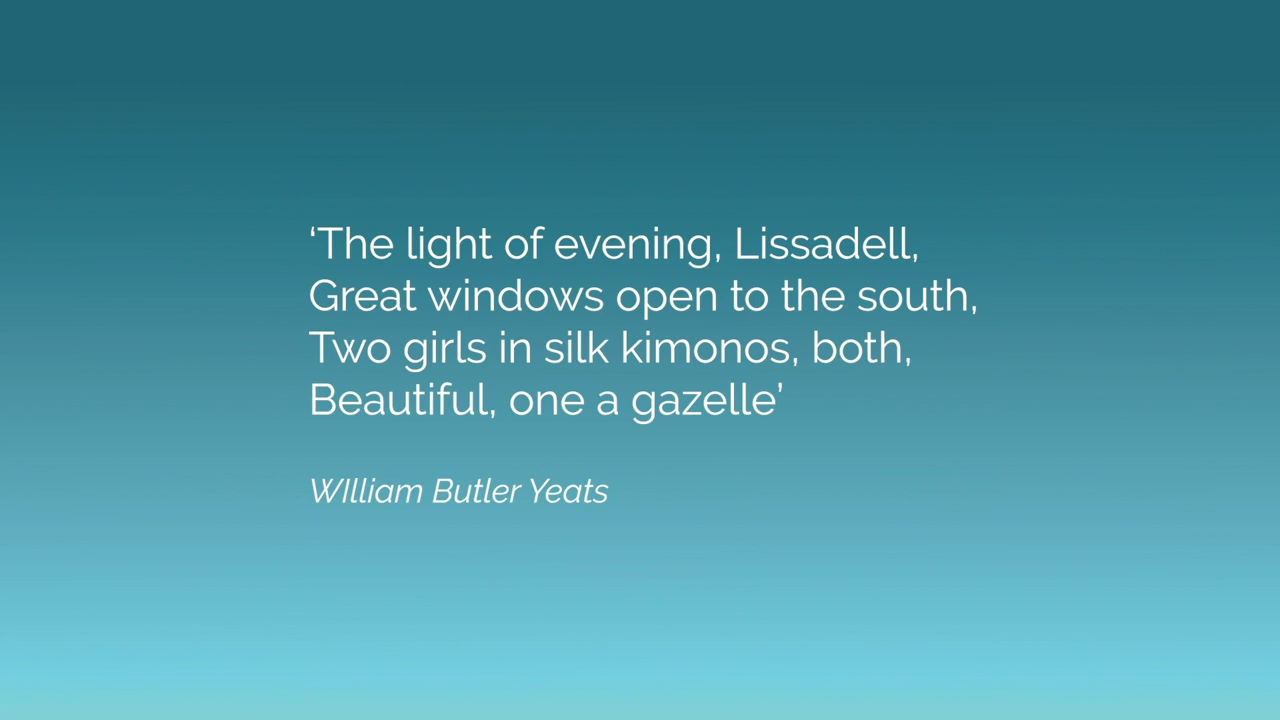 ‘The light of evening, Lissadell,
Great windows open to the south,
Two girls in silk kimonos, both,
Beautiful, one a gazelle’
WIlliam Butler Yeats